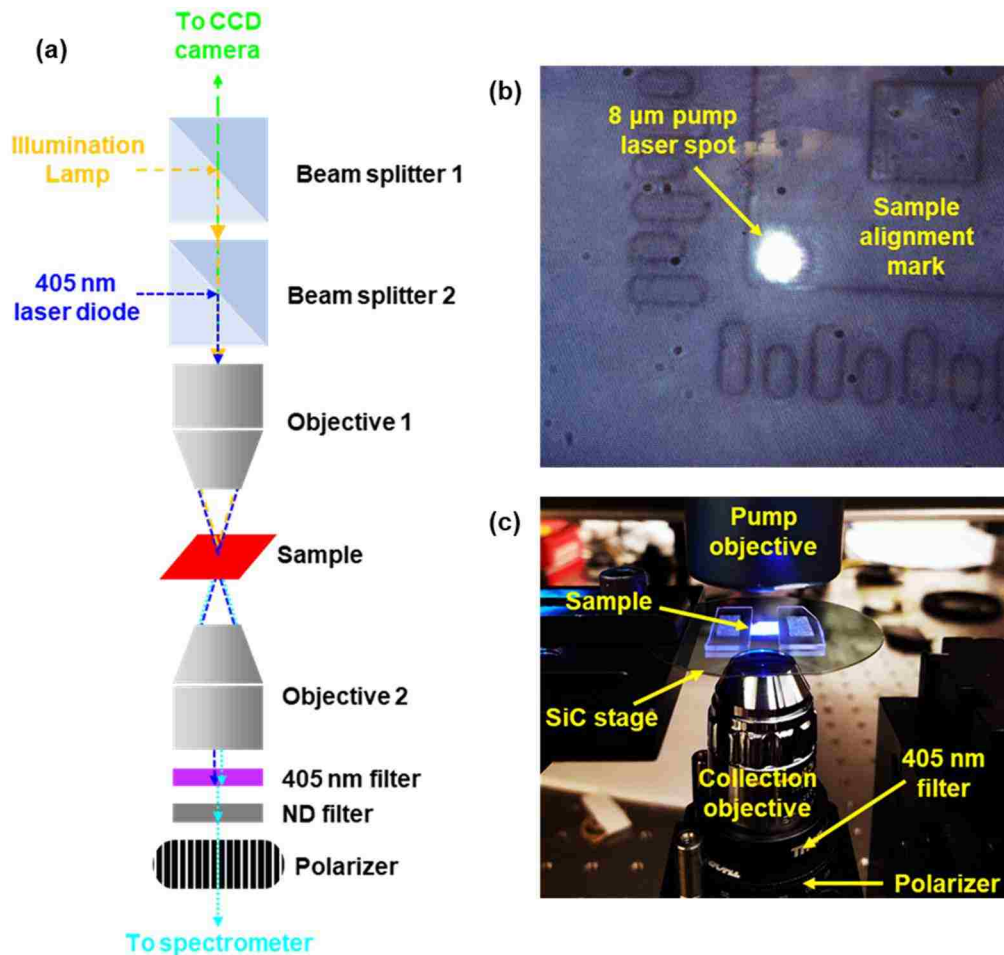 (a)
To CCD
camera
Illumination
Lamp
Beam splitter 1
405 nm
laser diode
Beam splitter 2
Objective 1
Sample
Objective 2
405 nm filter
ND filter
Polarizer
To spectrometer
(b)
8 µm pump
laser spot
Sample
alignment
mark
(c)
Pump
objective
Sample
SiC stage
Collection
objective
405 nm
filter
Polarizer